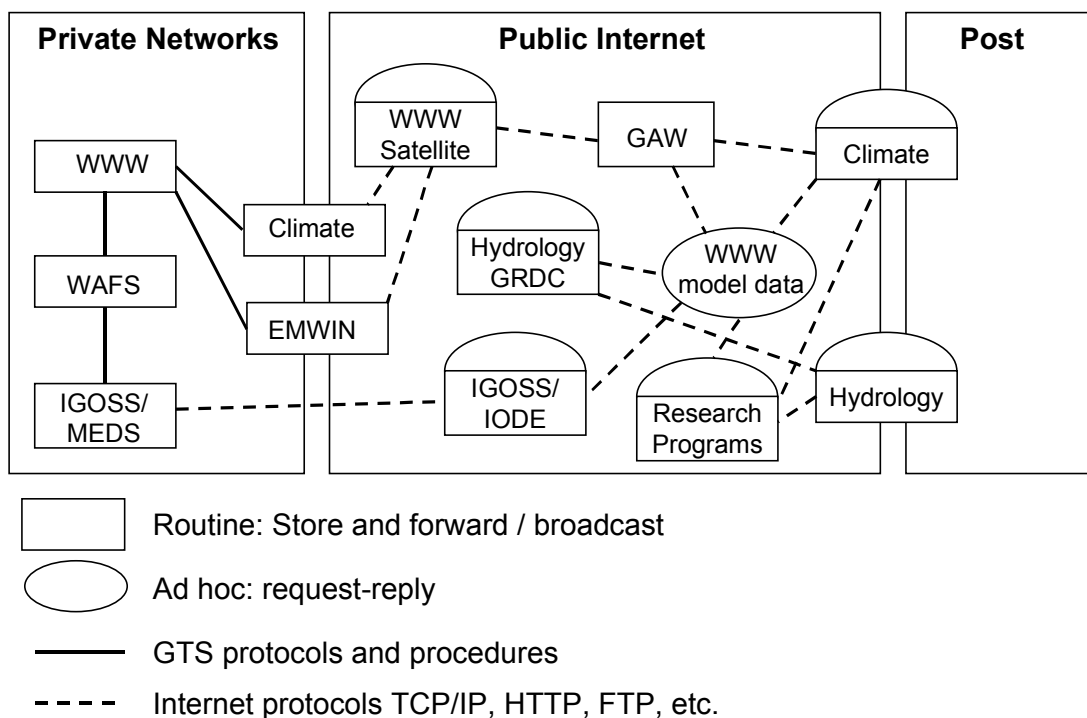 Private Networks
Public Internet
Post
WWW
WAFS
IGOSS/
MEDS
Climate
EMWIN
WWW
Satellite
GAW
Climate
Hydrology
GRDC
WWW
model data
IGOSS/
IODE
Research
Programs
Hydrology
Routine: Store and forward / broadcast
Ad hoc: request-reply
GTS protocols and procedures
Internet protocols TCP/IP, HTTP, FTP, etc.